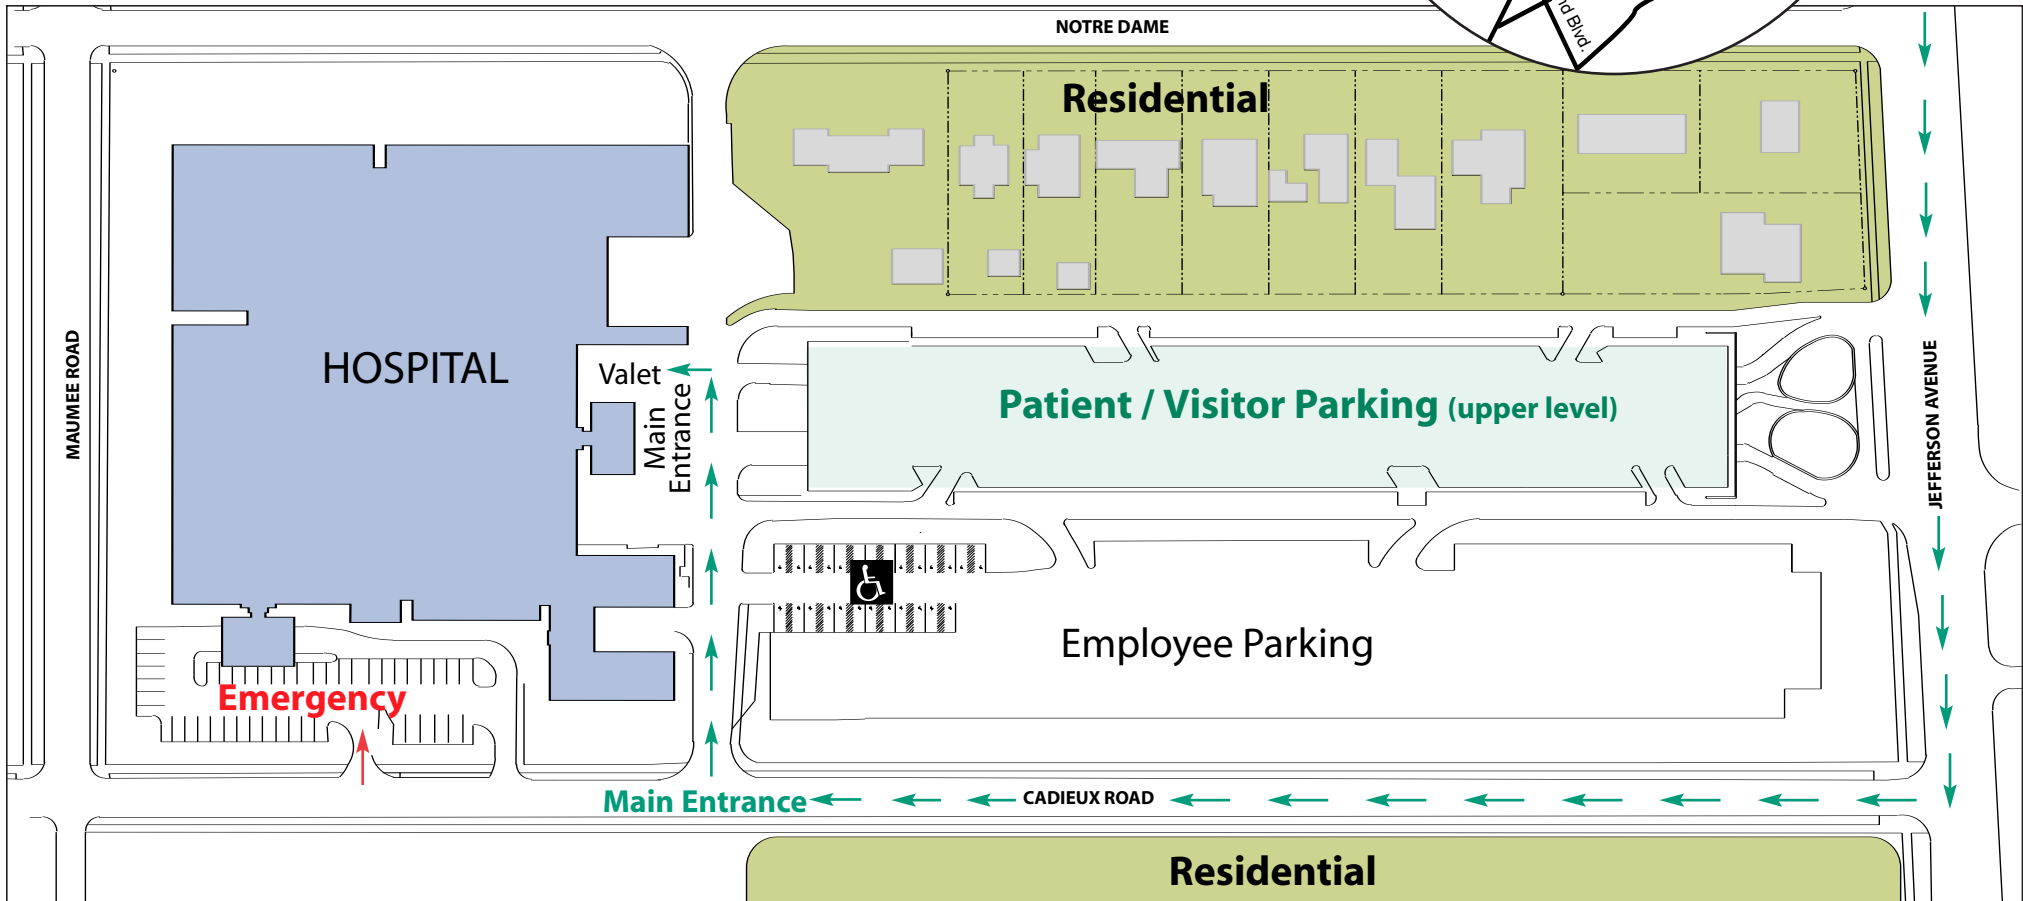 NOTRE DAME
Blvd.
Residential
MAUMEE ROAD
HOSPITAL
Valet
Main
Entrance
Patient / Visitor Parking (upper level)
JEFFERSON AVENUE
Employee Parking
Emergency
Main Entrance
CADIEUX ROAD
Residential